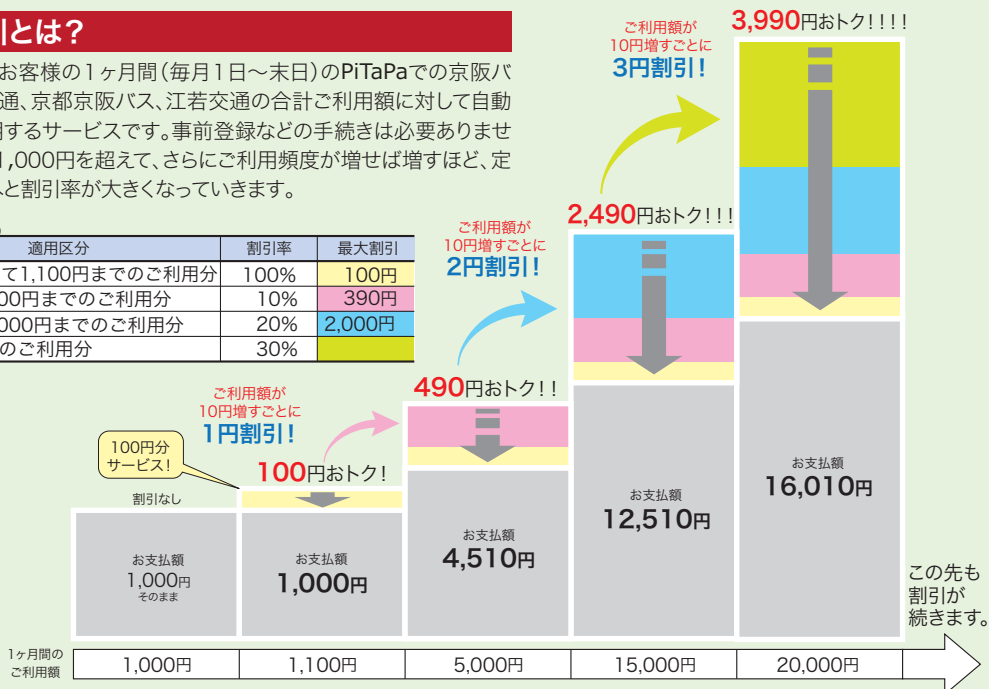 引とは？
お客様の1ヶ月間（毎月1日～末日）のPiTaPaでの京阪バ
通、京都京阪バス、江若交通の合計ご利用額に対して自動
用するサービスです。事前登録などの手続きは必要ありませ
1,000円を超えて、さらにご利用頻度が増せば増すほど、定
へと割引率が大きくなっていきます。
適用区分 割引率 最大割引
て1,100円までのご利用分 100% 100円
00円までのご利用分 10% 390円
000円までのご利用分 20% 2,000円
のご利用分 30%
ご利用額が
10円増すごとに
3円割引！
3,990円おトク！！！！
ご利用額が
10円増すごとに
2円割引！
2,490円おトク！！！
ご利用額が
10円増すごとに
1円割引！
490円おトク！！
100円分
サービス！
100円おトク！
割引なし
お支払額
1,000円
そのまま
お支払額
1,000円
お支払額
4,510円
お支払額
12,510円
お支払額
16,010円
この先も
割引が
続きます。
1ヶ月間の
ご利用額
1,000円 1,100円 5,000円 15,000円 20,000円